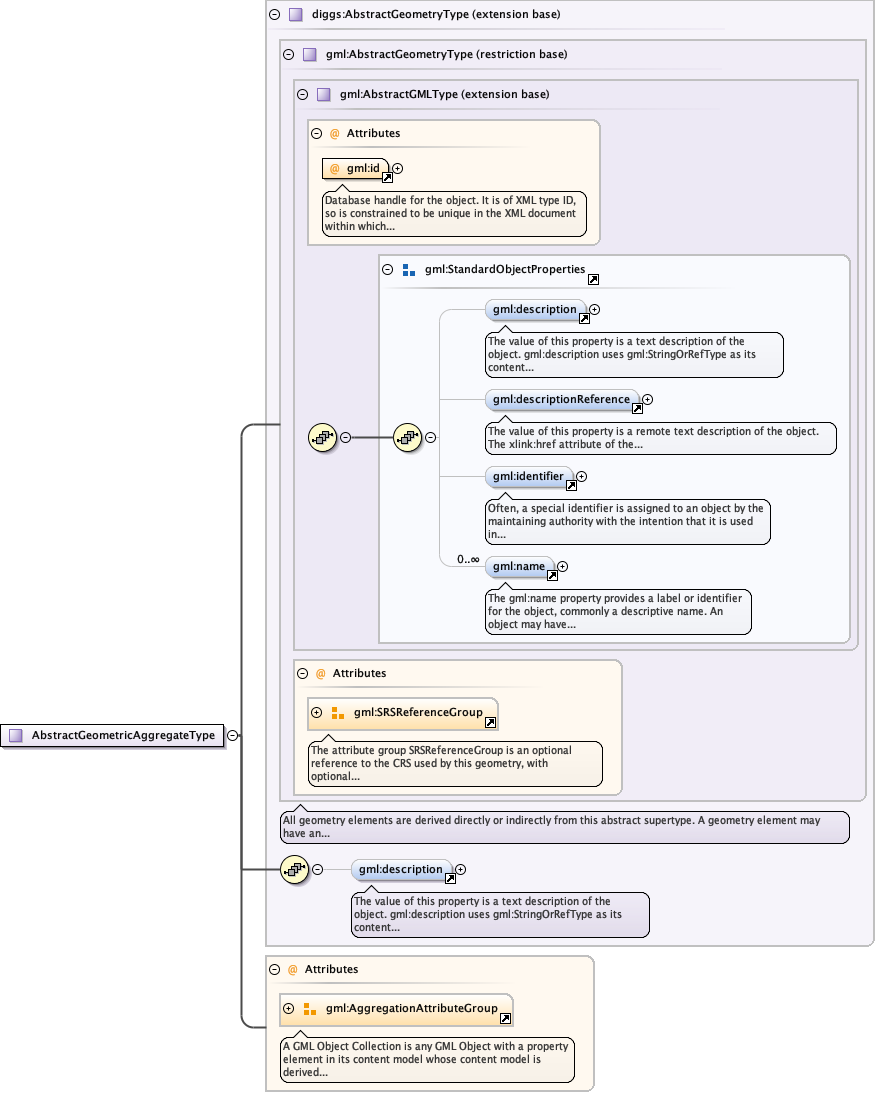 diggs:AbstractGeometryType (extension base)
gml:AbstractGeometryType (restriction base)
gml:AbstractGMLType (extension base)
@ Attributes
@ gml:id
Database handle for the object. It is of XML type ID,
so is constrained to be unique in the XML document
within which...
gml:StandardObjectProperties
gml:description
The value of this property is a text description of the
object. gml:description uses gml:StringOrRefType as its
content...
gml:descriptionReference
The value of this property is a remote text description of the object.
The xlink:href attribute of the...
gml:identifier
Often, a special identifier is assigned to an object by the
maintaining authority with the intention that it is used
in...
0..∞
gml:name
The gml:name property provides a label or identifier
for the object, commonly a descriptive name. An
object may have...
@ Attributes
gml:SRSReferenceGroup
The attribute group SRSReferenceGroup is an optional
reference to the CRS used by this geometry, with
optional...
AbstractGeometricAggregateType
All geometry elements are derived directly or indirectly from this abstract supertype. A geometry element may
have an...
gml:description
The value of this property is a text description of the
object. gml:description uses gml:StringOrRefType as its
content...
@ Attributes
gml:AggregationAttributeGroup
A GML Object Collection is any GML Object with a property
element in its content model whose content model is
derived...